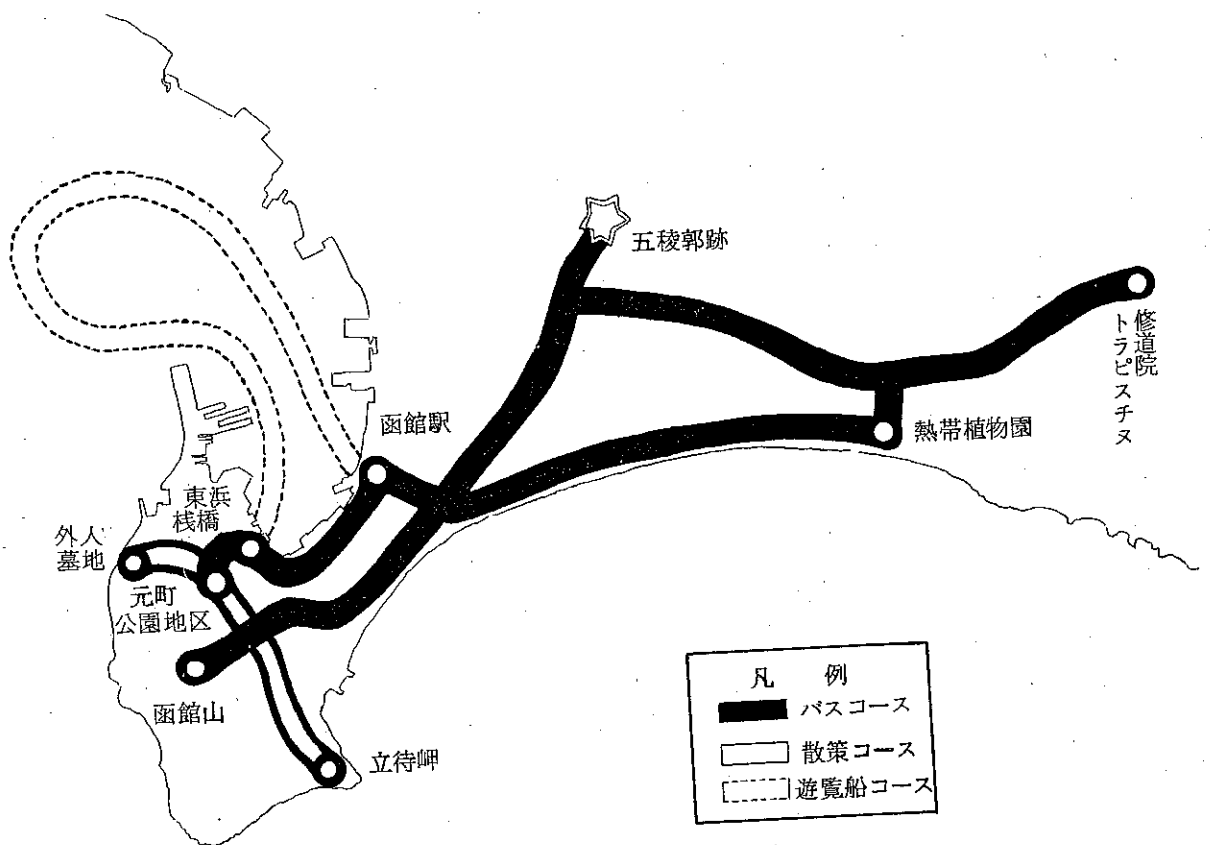 五稜郭跡
修道院
トラピスチヌ
函館駅
熱帯植物園
東浜
桟橋
外人
墓地
元町
公園地区
函館山
立待岬
凡 例
バスコース
散策コース
遊覧船コース